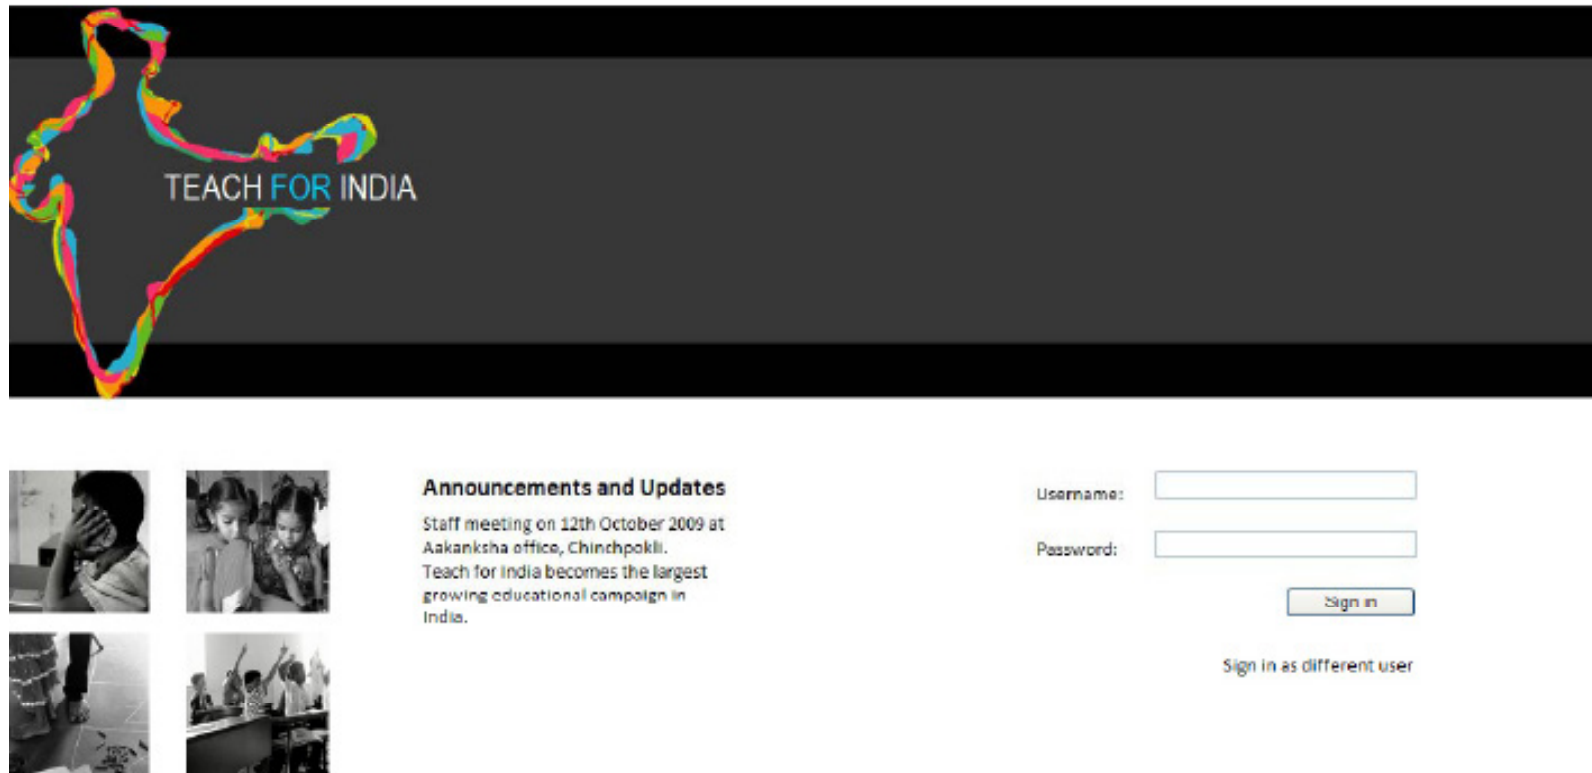 TEACH FOR INDIA
Announcements and Updates
Staff meeting on 12th October 2009 at
Aakanksha office, Chinchpokli.
Teach for India becomes the largest
growing educational campaign in
India.
Username:
Password:
Sign in
Sign in as different user